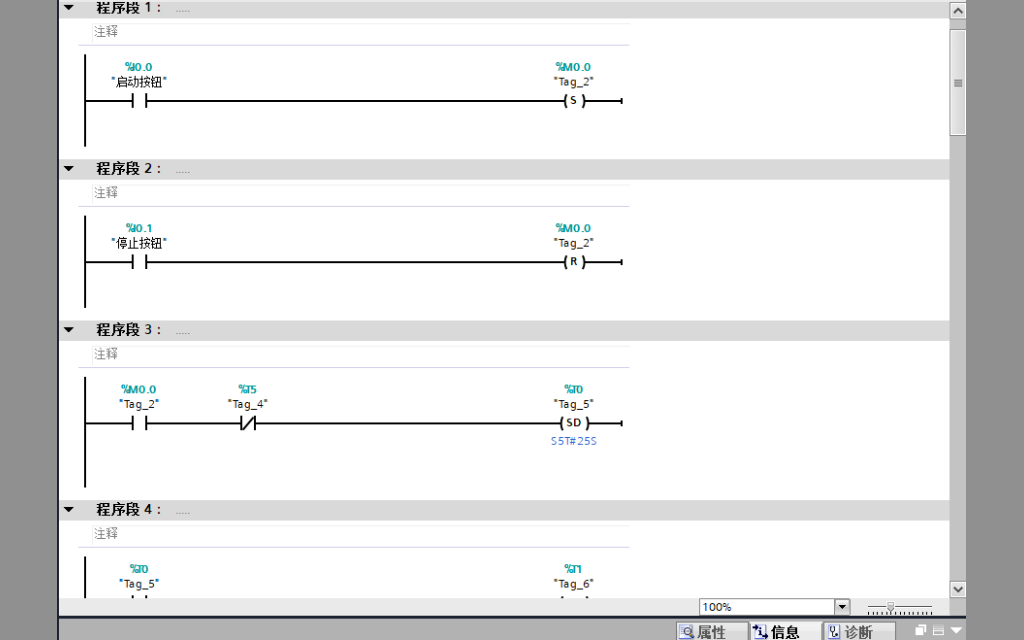 程序段 1： .....
注释
%I0.0 %M0.0
"启动按钮" "Tag_2"
( S )
程序段 2： .....
注释
%I0.1 %M0.0
"停止按钮" "Tag_2"
( R )
程序段 3： .....
注释
%M0.0 %T5 %T0
"Tag_2" "Tag_4" "Tag_5"
( SD )
S5T#25S
程序段 4： .....
注释
%T0 %T1
"Tag_5" "Tag_6"
100%
属性 信息 诊断